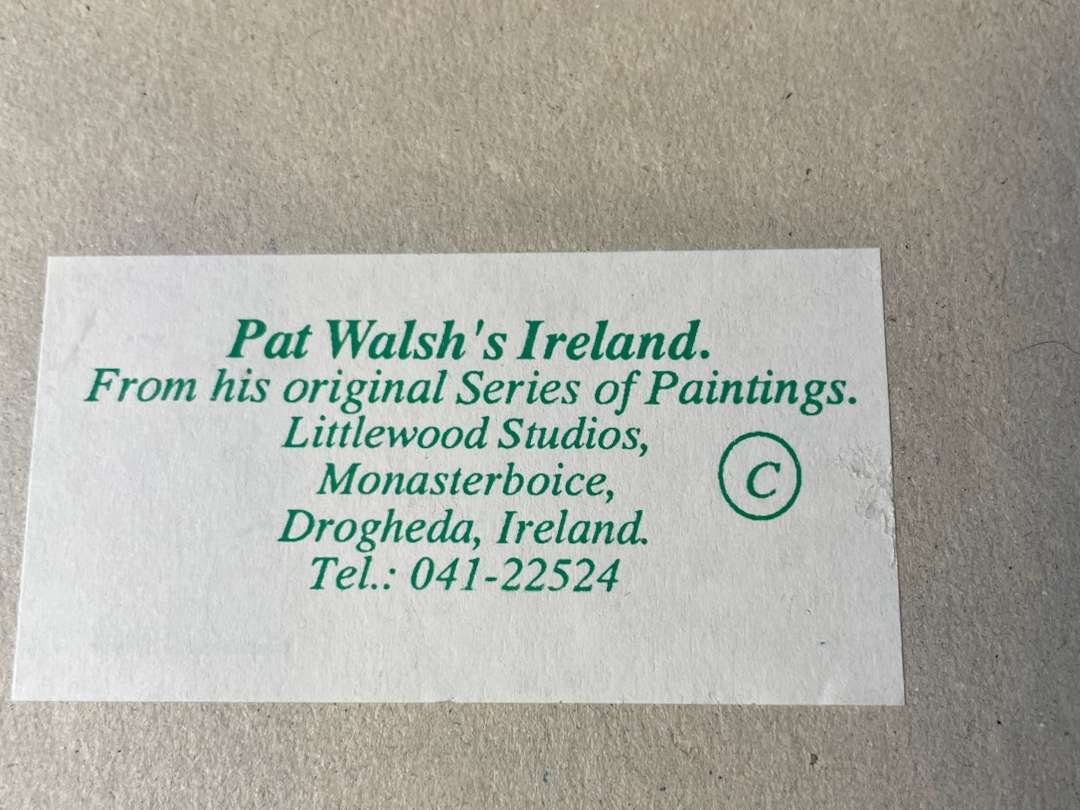 Pat Walsh's Ireland.
From his original Series of Paintings.
Littlewood Studios,
Monasterboice,
Drogheda, Ireland.
Tel.: 041-22524
©